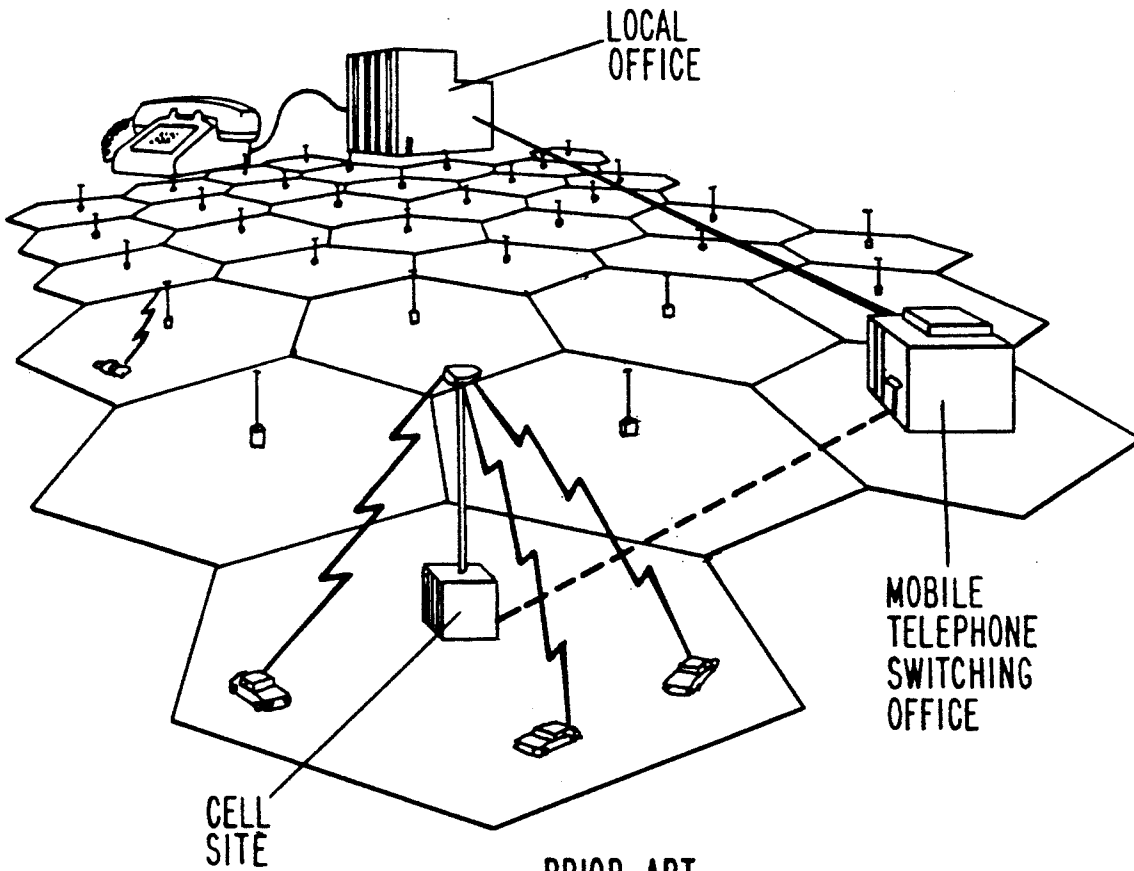 LOCAL
OFFICE
MOBILE
TELEPHONE
SWITCHING
OFFICE
CELL
SITE
PRIOR ART